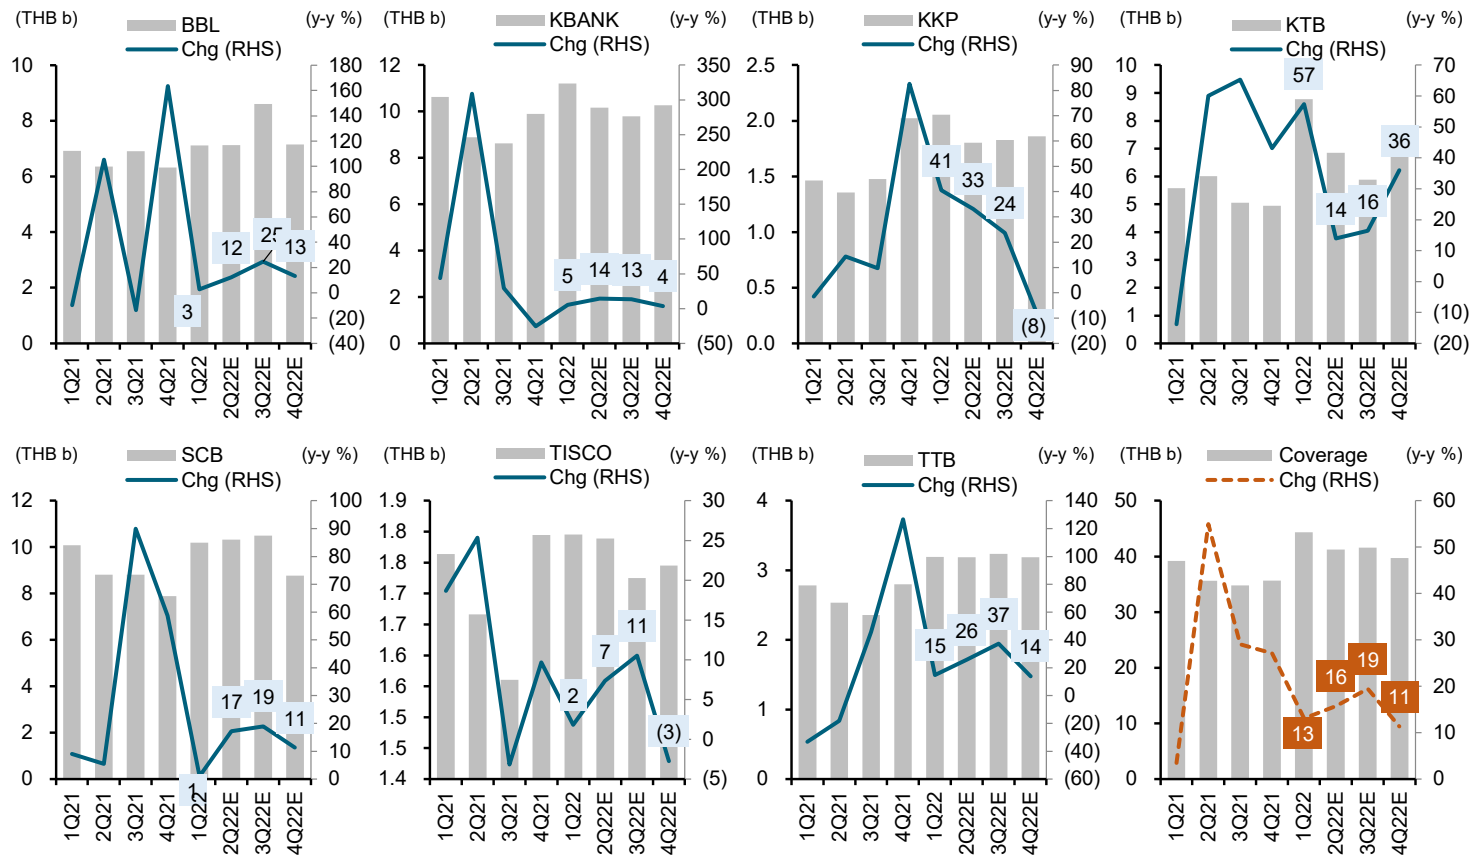 (THB b)
BBL
Chg (RHS)
(y-y %)
10
8
6
4
2
0
180
160
140
120
100
80
60
40
20
0
(20)
(40)
3
12
25
13
1Q21
2Q21
3Q21
4Q21
1Q22
2Q22E
3Q22E
4Q22E
(THB b)
KBANK
Chg (RHS)
(y-y %)
12
10
8
6
4
2
0
350
300
250
200
150
100
50
0
(50)
5
14
13
4
1Q21
2Q21
3Q21
4Q21
1Q22
2Q22E
3Q22E
4Q22E
(THB b)
KKP
Chg (RHS)
(y-y %)
2.5
2.0
1.5
1.0
0.5
0.0
90
80
70
60
50
40
30
20
10
0
(10)
(20)
41
33
24
(8)
1Q21
2Q21
3Q21
4Q21
1Q22
2Q22E
3Q22E
4Q22E
(THB b)
KTB
Chg (RHS)
(y-y %)
10
9
8
7
6
5
4
3
2
1
0
70
60
50
40
30
20
10
0
(10)
(20)
57
14
16
36
1Q21
2Q21
3Q21
4Q21
1Q22
2Q22E
3Q22E
4Q22E
(THB b)
SCB
Chg (RHS)
(y-y %)
12
10
8
6
4
2
0
100
90
80
70
60
50
40
30
20
10
0
1
17
19
11
1Q21
2Q21
3Q21
4Q21
1Q22
2Q22E
3Q22E
4Q22E
(THB b)
TISCO
Chg (RHS)
(y-y %)
1.9
1.8
1.8
1.7
1.7
1.6
1.6
1.5
1.5
1.4
30
25
20
15
10
5
0
(5)
2
7
11
(3)
1Q21
2Q21
3Q21
4Q21
1Q22
2Q22E
3Q22E
4Q22E
(THB b)
TTB
Chg (RHS)
(y-y %)
4
3
2
1
0
140
120
100
80
60
40
20
0
(20)
(40)
(60)
15
26
37
14
1Q21
2Q21
3Q21
4Q21
1Q22
2Q22E
3Q22E
4Q22E
(THB b)
Coverage
Chg (RHS)
(y-y %)
50
40
30
20
10
0
60
50
40
30
20
10
0
13
16
19
11
1Q21
2Q21
3Q21
4Q21
1Q22
2Q22E
3Q22E
4Q22E